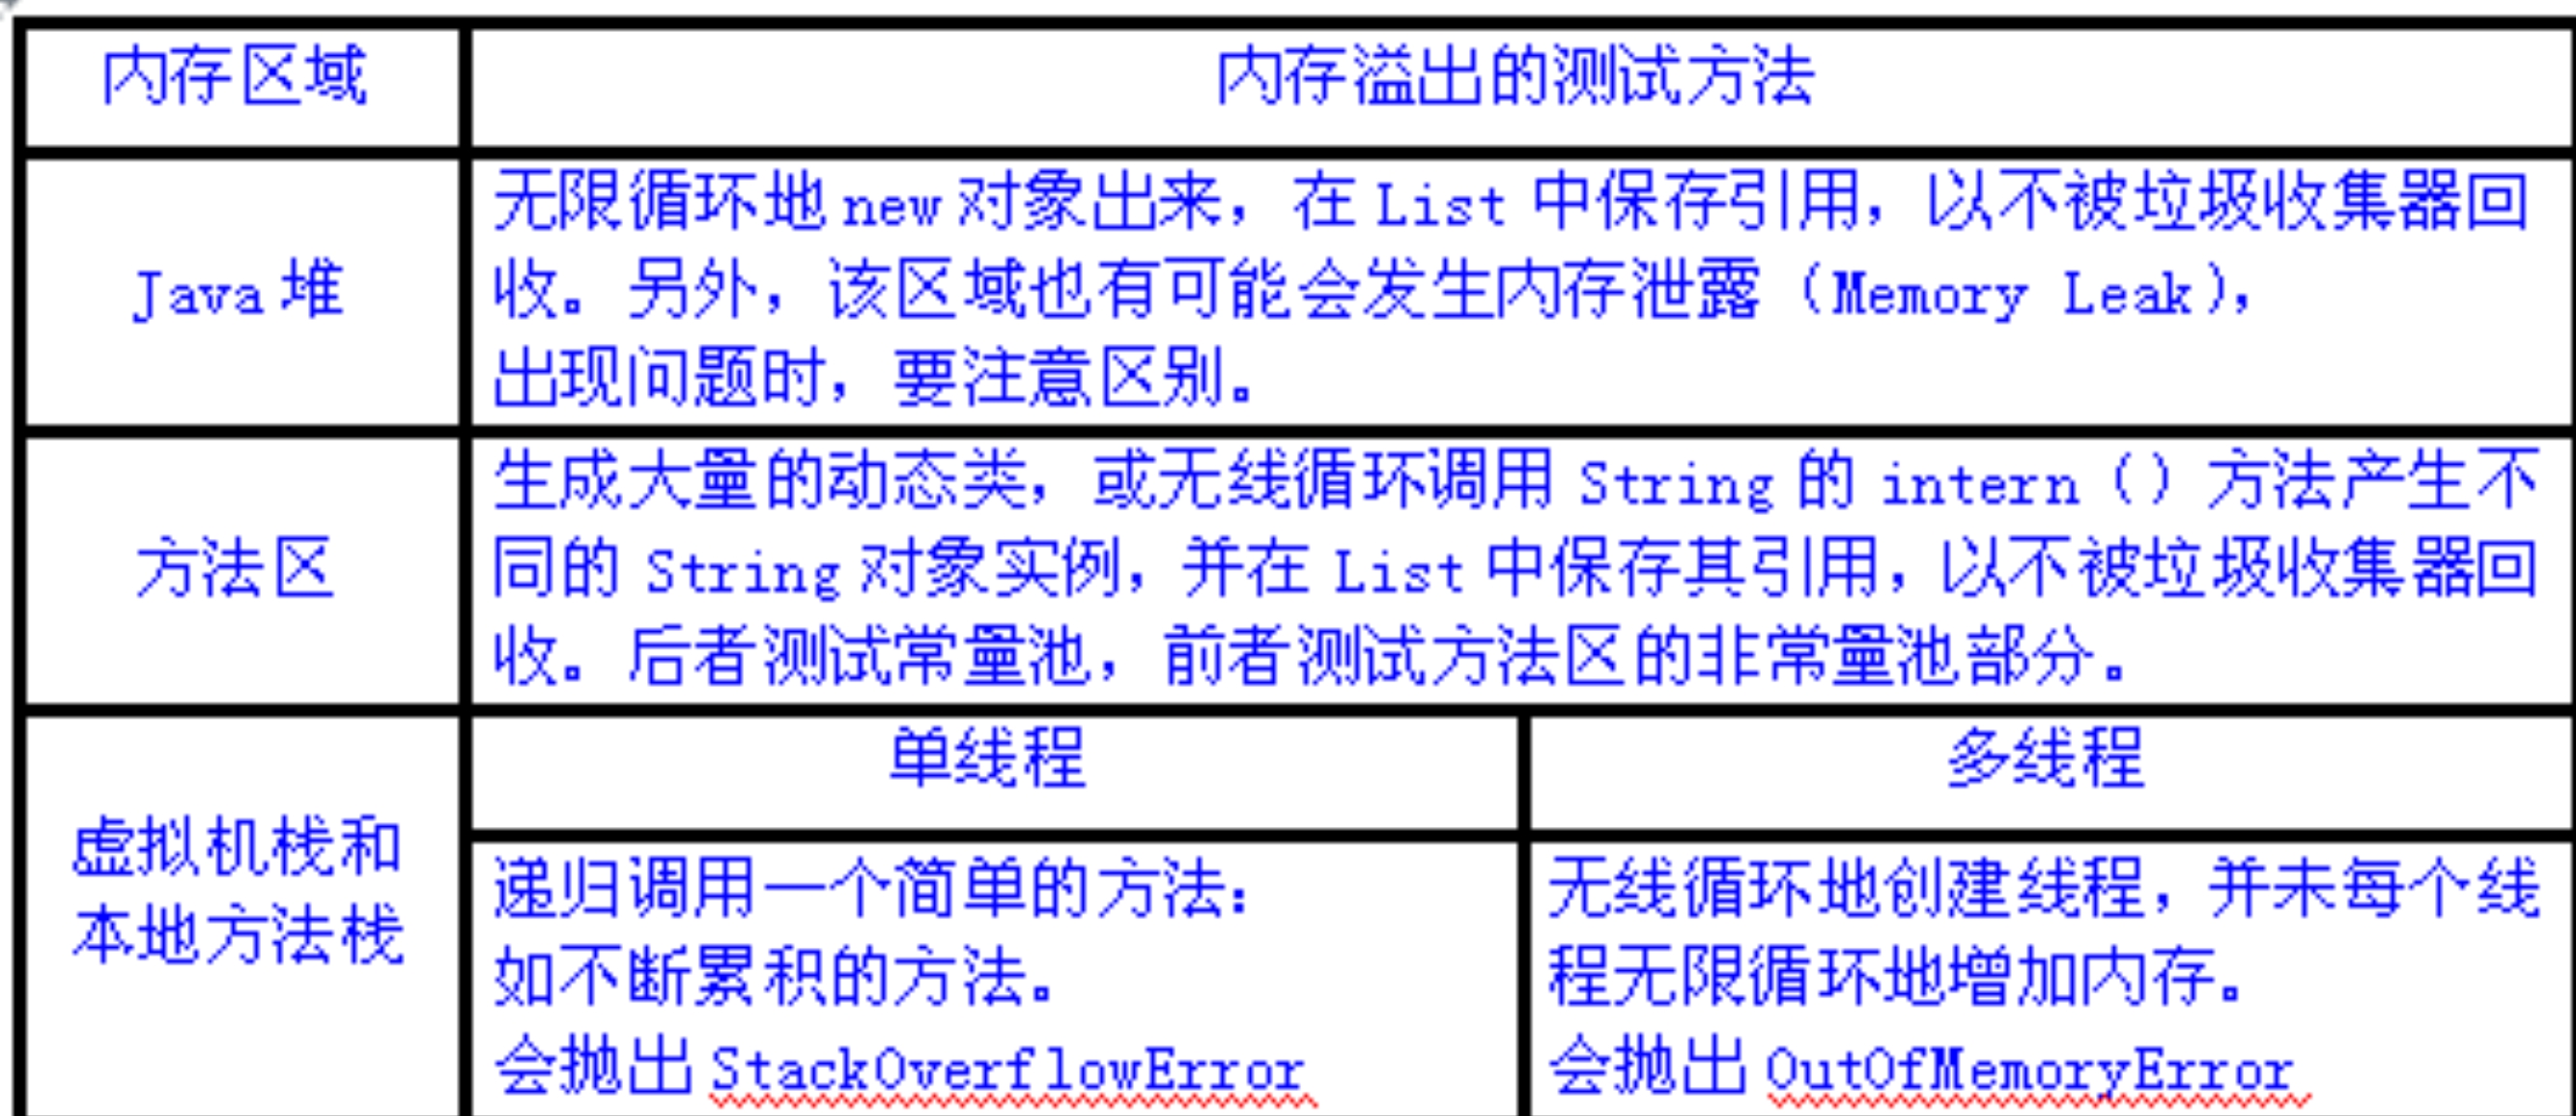 内存区域
内存溢出的测试方法
Java 堆
无限循环地 new 对象出来，在 List 中保存引用，以不被垃圾收集器回
收。另外，该区域也有可能会发生内存泄露（Memory Leak），
出现问题时，要注意区别。
方法区
生成大量的动态类，或无线循环调用 String 的 intern（）方法产生不
同的 String 对象实例，并在 List 中保存其引用，以不被垃圾收集器回
收。后者测试常量池，前者测试方法区的非常量池部分。
虚拟机栈和
本地方法栈
单线程
多线程
递归调用一个简单的方法：
如不断累积的方法。
会抛出 StackOverflowError
无线循环地创建线程，并未每个线
程无限循环地增加内存。
会抛出 OutOfMemoryError